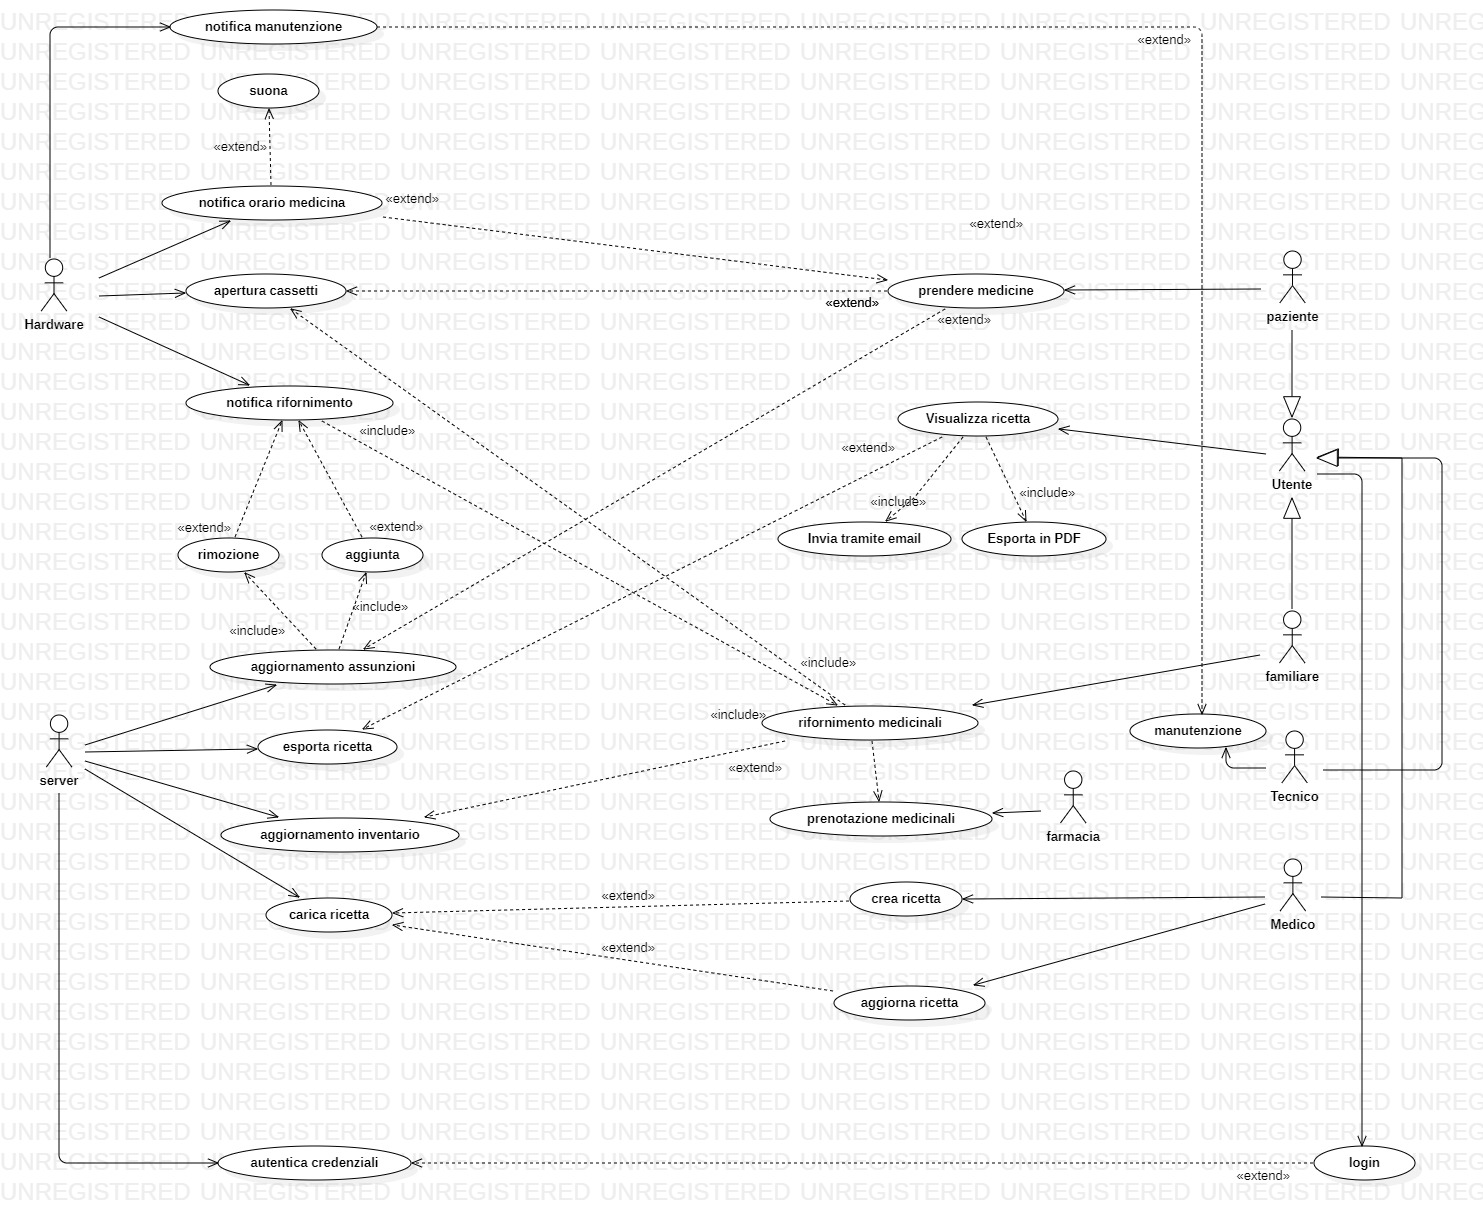 notifica manutenzione
«extend»
suona
«extend»
notifica orario medicina
«extend»
«extend»
Hardware
apertura cassetti
«extend»
prendere medicine
«extend»
paziente
notifica rifornimento
«include»
Visualizza ricetta
«extend»
«include»
«include»
Utente
«extend»
«extend»
rimozione
aggiunta
Invia tramite email
Esporta in PDF
«include»
«include»
aggiornamento assunzioni
«include»
familiare
«include»
rifornimento medicinali
manutenzione
server
esporta ricetta
«extend»
Tecnico
aggiornamento inventario
prenotazione medicinali
farmacia
carica ricetta
«extend»
crea ricetta
Medico
«extend»
aggiorna ricetta
autentica credenziali
«extend»
login
UNREGISTERED